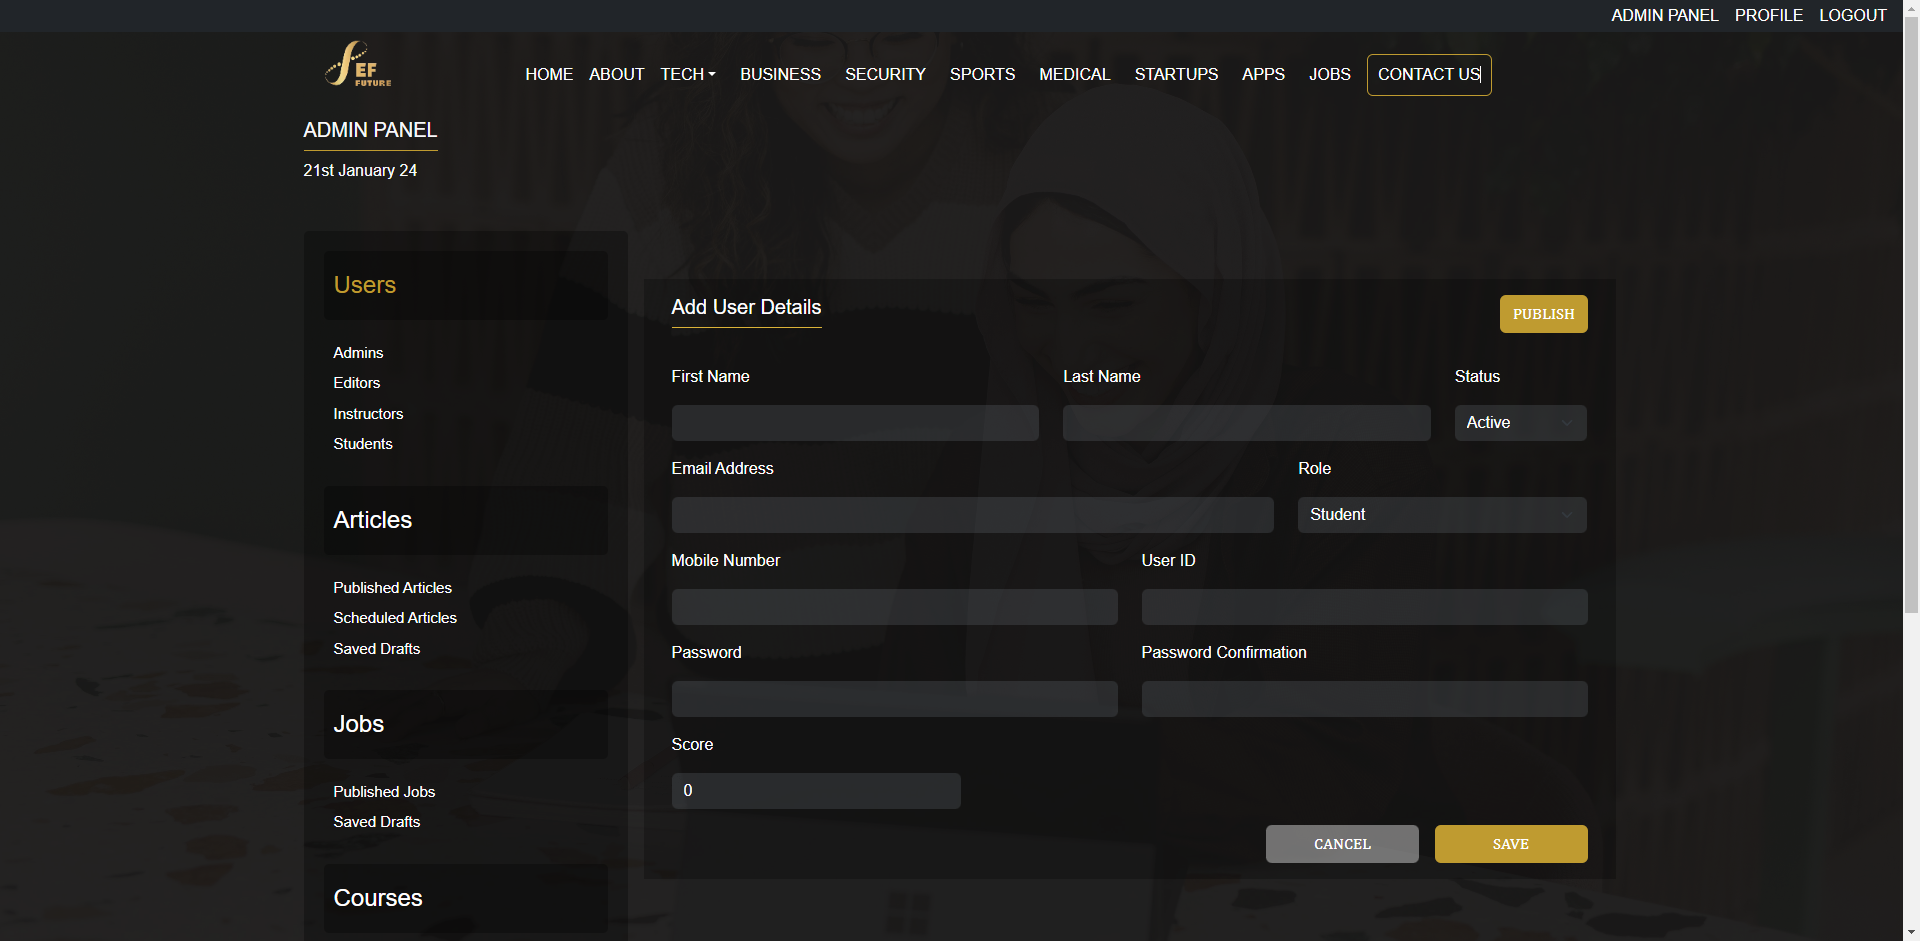 ADMIN PANEL PROFILE LOGOUT
EF
FUTURE
HOME ABOUT TECH BUSINESS SECURITY SPORTS MEDICAL STARTUPS APPS JOBS CONTACT US
ADMIN PANEL
21st January 24
Users
Admins
Editors
Instructors
Students
Articles
Published Articles
Scheduled Articles
Saved Drafts
Jobs
Published Jobs
Saved Drafts
Courses
Add User Details
PUBLISH
First Name Last Name Status
Active
Email Address Role
Student
Mobile Number User ID
Password Password Confirmation
Score
0
CANCEL SAVE